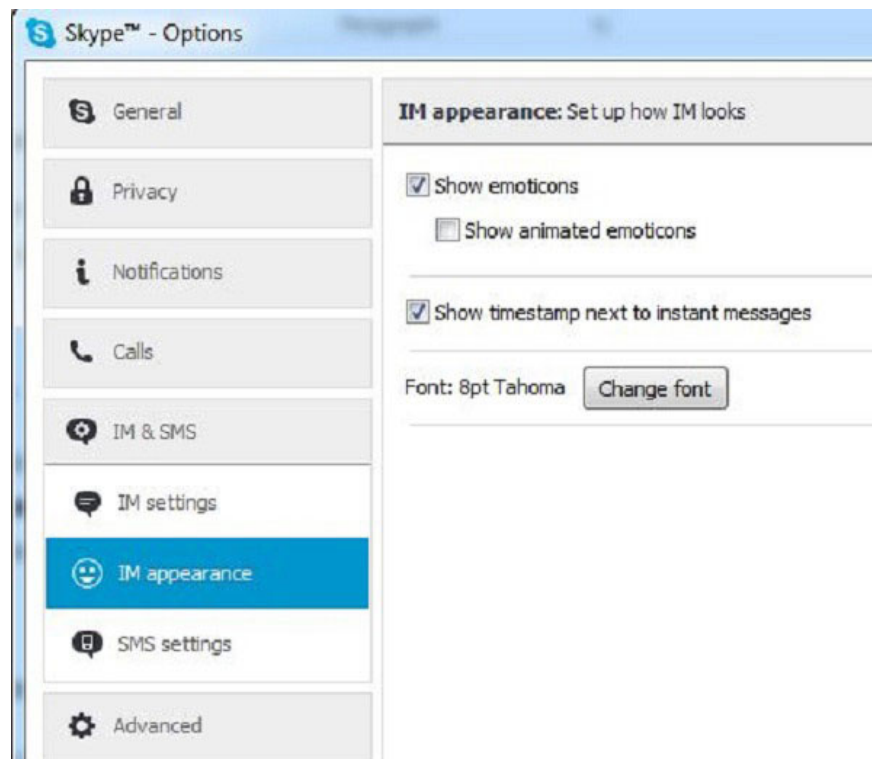 Skype™ - Options
General
Privacy
Notifications
Calls
IM & SMS
IM settings
IM appearance
SMS settings
Advanced
IM appearance: Set up how IM looks
Show emoticons
Show animated emoticons
Show timestamp next to instant messages
Font: 8pt Tahoma Change font